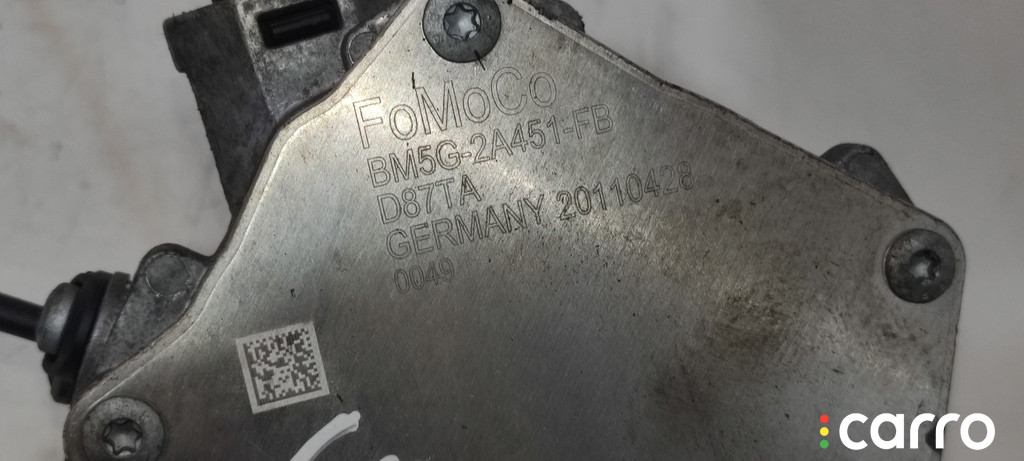 FoMoCo
BM5G-2A451-FB
D87TA
GERMANY 20110428
0049
carro